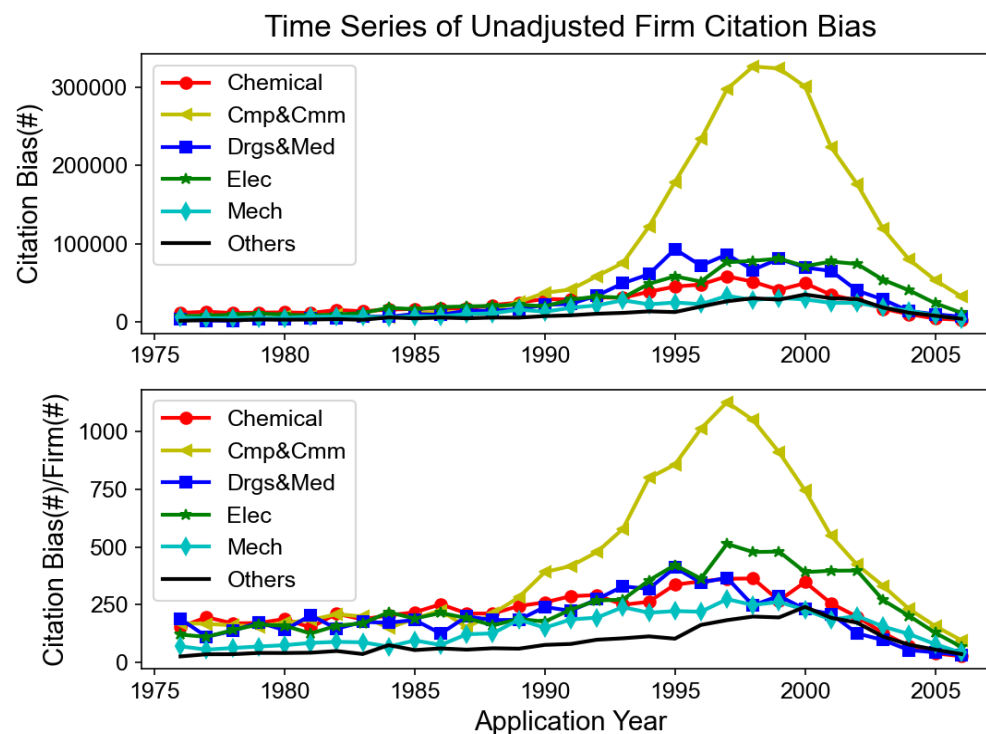 Time Series of Unadjusted Firm Citation Bias
Citation Bias(#)
300000
200000
100000
0
Chemical
Cmp&Cmm
Drgs&Med
Elec
Mech
Others
1975 1980 1985 1990 1995 2000 2005
Citation Bias(#)/Firm(#)
1000
750
500
250
0
Chemical
Cmp&Cmm
Drgs&Med
Elec
Mech
Others
1975 1980 1985 1990 1995 2000 2005
Application Year